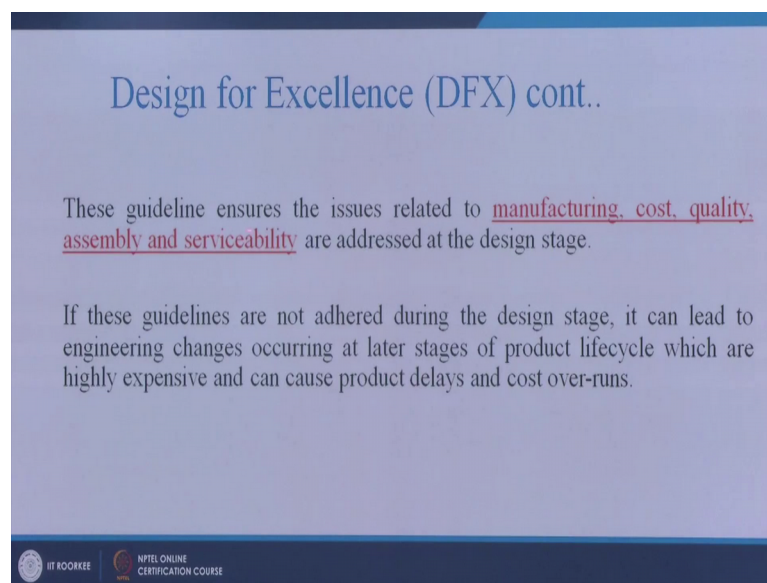 Design for Excellence (DFX) cont..
These guideline ensures the issues related to manufacturing, cost, quality,
assembly and serviceability are addressed at the design stage.
If these guidelines are not adhered during the design stage, it can lead to
engineering changes occurring at later stages of product lifecycle which are
highly expensive and can cause product delays and cost over-runs.
IIT ROORKEE
NPTEL ONLINE
CERTIFICATION COURSE